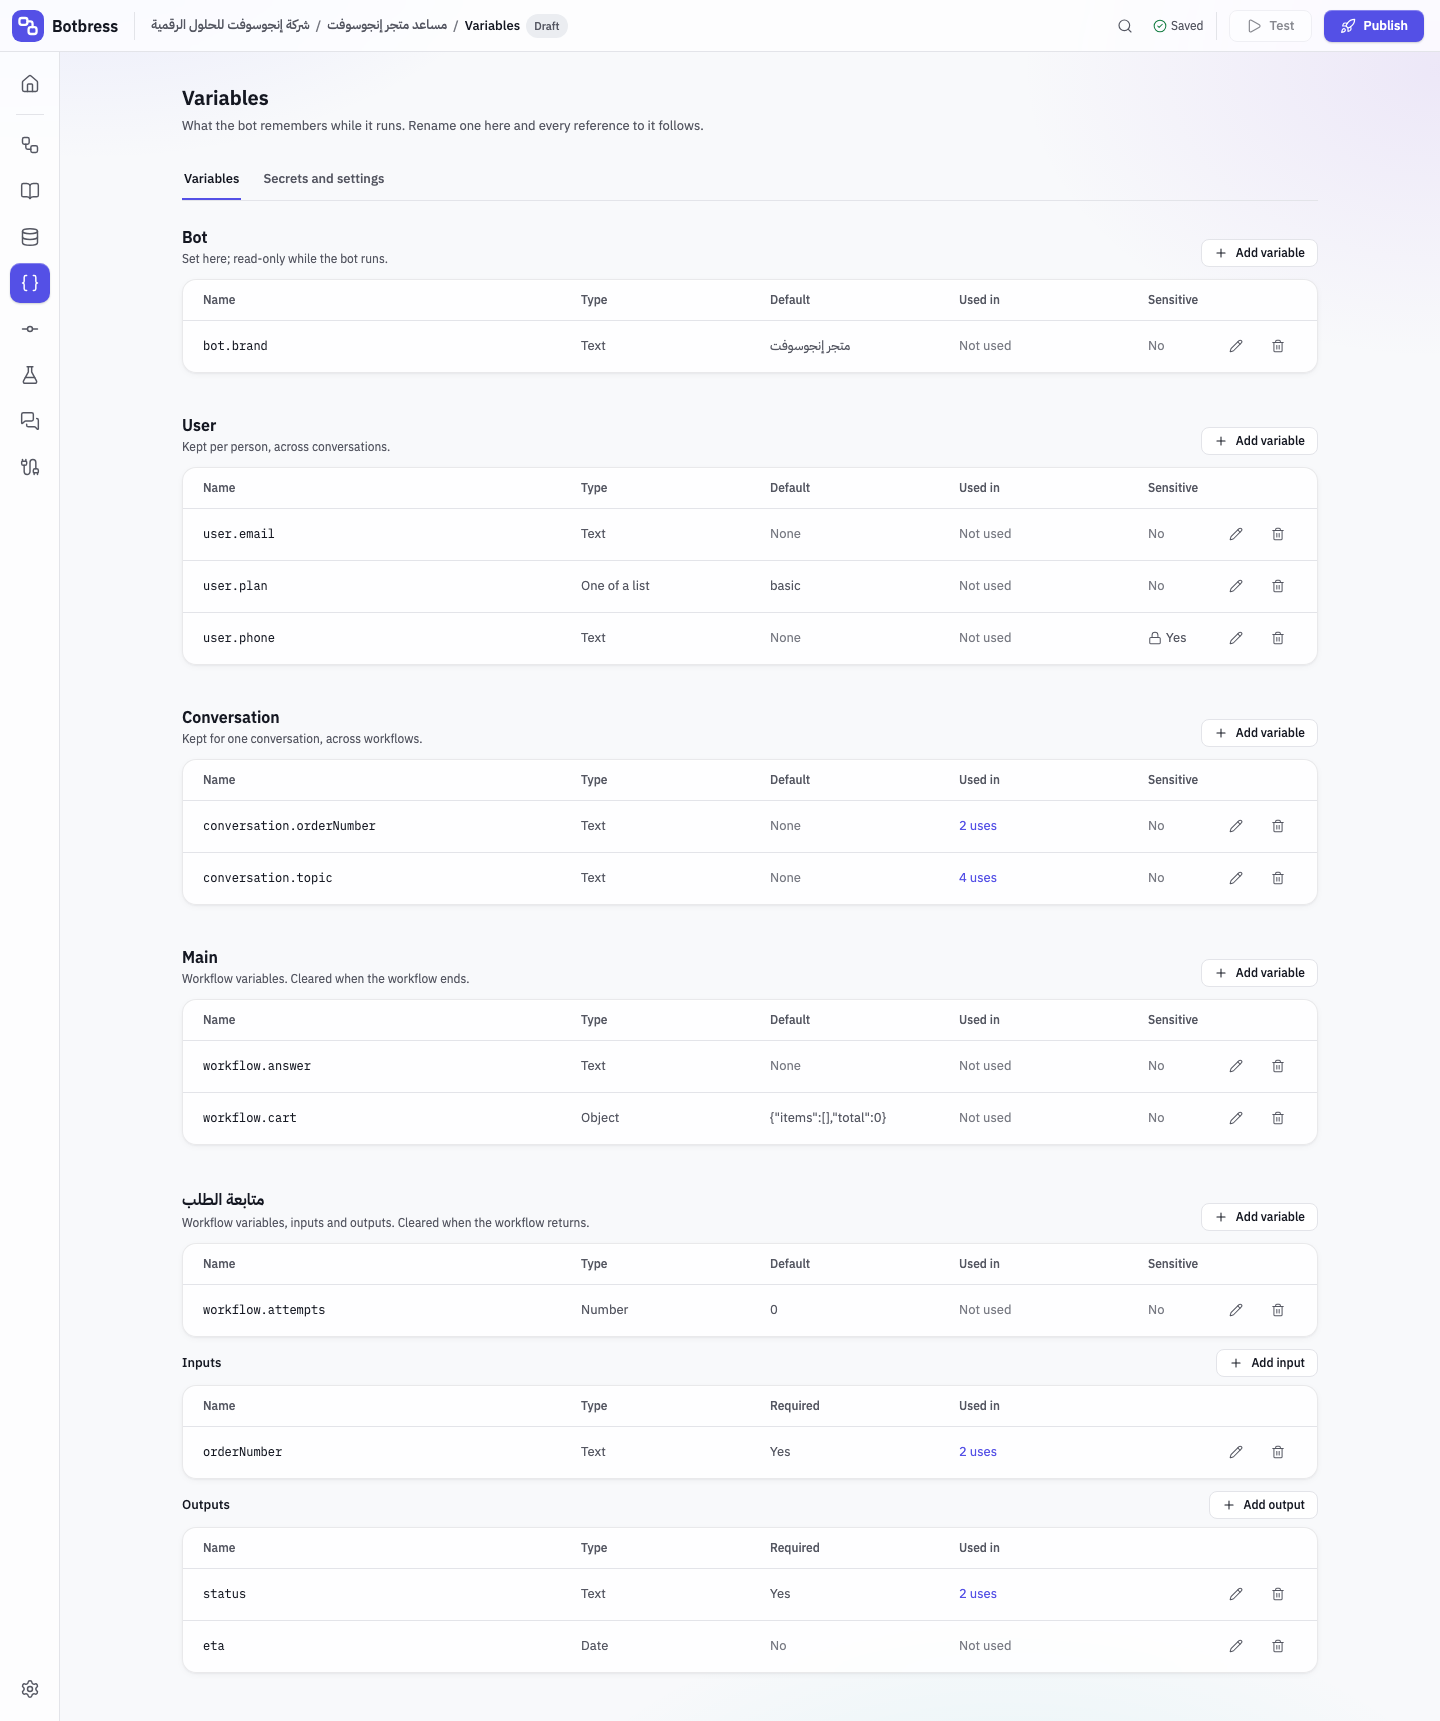 Botbress
شركة إنجوسوفت للحلول الرقمية / مساعد متجر إنجوسوفت / Variables Draft
Saved
Test
Publish
Variables
What the bot remembers while it runs. Rename one here and every reference to it follows.
Variables Secrets and settings
Bot
Set here; read-only while the bot runs.
Add variable
Name Type Default Used in Sensitive
bot.brand Text متجر إنجوسوفت Not used No
User
Kept per person, across conversations.
Add variable
Name Type Default Used in Sensitive
user.email Text None Not used No
user.plan One of a list basic Not used No
user.phone Text None Not used Yes
Conversation
Kept for one conversation, across workflows.
Add variable
Name Type Default Used in Sensitive
conversation.orderNumber Text None 2 uses No
conversation.topic Text None 4 uses No
Main
Workflow variables. Cleared when the workflow ends.
Add variable
Name Type Default Used in Sensitive
workflow.answer Text None Not used No
workflow.cart Object {"items":[],"total":0} Not used No
متابعة الطلب
Workflow variables, inputs and outputs. Cleared when the workflow returns.
Add variable
Name Type Default Used in Sensitive
workflow.attempts Number 0 Not used No
Inputs
Add input
Name Type Required Used in
orderNumber Text Yes 2 uses
Outputs
Add output
Name Type Required Used in
status Text Yes 2 uses
eta Date No Not used